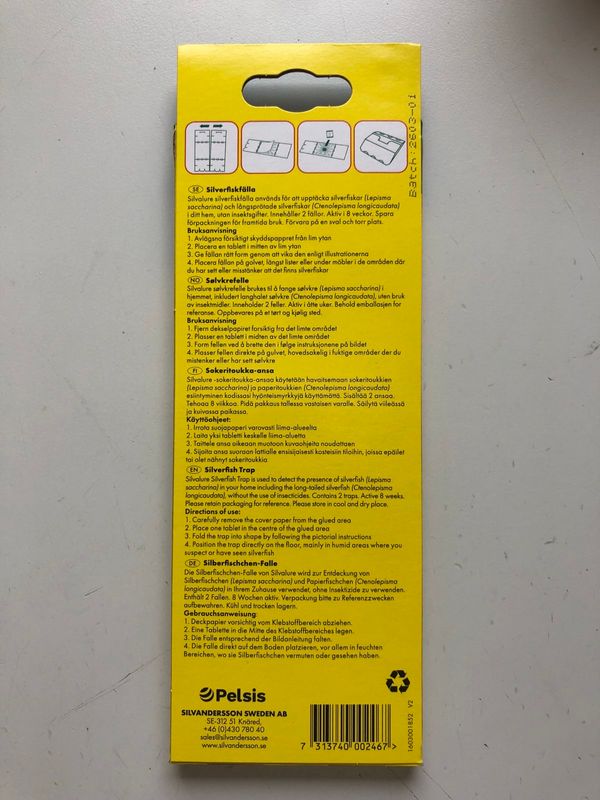 Batch: 2603-01
SE Silverfiskfälla
Silvalure silverfiskfälla används för att upptäcka silverfiskar (Lepisma
saccharina) och långsprötade silverfiskar (Ctenolepisma longicaudata)
i ditt hem, utan insektsgifter. Innehåller 2 fällor. Aktiv i 8 veckor. Spara
förpackningen för framtida bruk. Förvara på en sval och torr plats.
Bruksanvisning
1. Avlägsna försiktigt skyddspappret från lim ytan
2. Placera en tablett i mitten av lim ytan
3. Ge fällan rätt form genom att vika den enligt illustrationerna
4. Placera fällan på golvet, längst lister eller under möbler i de områden där
du har sett eller misstänker att det finns silverfiskar
NO Sølvkrefelle
Silvalure sølvkrefelle brukes til å fange sølvkre (Lepisma saccharina) i
hjemmet, inkludert langhalet sølvkre (Ctenolepisma longicaudata), uten bruk
av insektmidler. Inneholder 2 feller. Aktiv i åtte uker. Behold emballasjen for
referanse. Oppbevares på et tørt og kjølig sted.
Bruksanvisning
1. Fjern dekselpapiret forsiktig fra det limte området
2. Plasser en tablett i midten av det limte området
3. Form fellen ved å brette den i følge instruksjonene på bildet
4. Plasser fellen direkte på gulvet, hovedsakelig i fuktige områder der du
mistenker eller har sett sølvkre
FI Sokeritoukka-ansa
Silvalure -sokeritoukka-ansaa käytetään havaitsemaan sokeritoukkien
(Lepisma saccharina) ja paperitoukkien (Ctenolepisma longicaudata)
esiintyminen kodissasi hyönteismyrkkyjä käyttämättä. Sisältää 2 ansaa.
Tehoaa 8 viikkoa. Pidä pakkaus tallessa vastaisen varalle. Säilytä viileässä
ja kuivassa paikassa.
Käyttöohjeet:
1. Irrota suojapaperi varovasti liima-alueelta
2. Laita yksi tabletti keskelle liima-aluetta
3. Taittele ansa oikeaan muotoon kuvaohjeita noudattaen
4. Sijoita ansa suoraan lattialle ensisijaisesti kosteisiin tiloihin, joissa epäilet
tai olet nähnyt sokeritoukkia
EN Silverfish Trap
Silvalure Silverfish Trap is used to detect the presence of silverfish (Lepisma
saccharina) in your home including the long-tailed silverfish (Ctenolepisma
longicaudata), without the use of insecticides. Contains 2 traps. Active 8 weeks.
Please retain packaging for reference. Please store in cool and dry place.
Directions of use:
1. Carefully remove the cover paper from the glued area
2. Place one tablet in the centre of the glued area
3. Fold the trap into shape by following the pictorial instructions
4. Position the trap directly on the floor, mainly in humid areas where you
suspect or have seen silverfish
DE Silberfischchen-Falle
Die Silberfischchen-Falle von Silvalure wird zur Entdeckung von
Silberfischchen (Lepisma saccharina) und Papierfischchen (Ctenolepisma
longicaudata) in Ihrem Zuhause verwendet, ohne Insektizide zu verwenden.
Enthält 2 Fallen. 8 Wochen aktiv. Verpackung bitte zu Referenzzwecken
aufbewahren. Kühl und trocken lagern.
Gebrauchsanweisung:
1. Deckpapier vorsichtig vom Klebstoffbereich abziehen.
2. Eine Tablette in die Mitte des Klebstoffbereiches legen.
3. Die Falle entsprechend der Bildanleitung falten.
4. Die Falle direkt auf dem Boden platzieren, vor allem in feuchten
Bereichen, wo sie Silberfischchen vermuten oder gesehen haben.
Pelsis
SILVANDERSSON SWEDEN AB
SE-312 51 Knäred,
+46 (0)430 780 40
sales@silvandersson.se
www.silvandersson.se
7 313740 002467 >
1603001852 V2